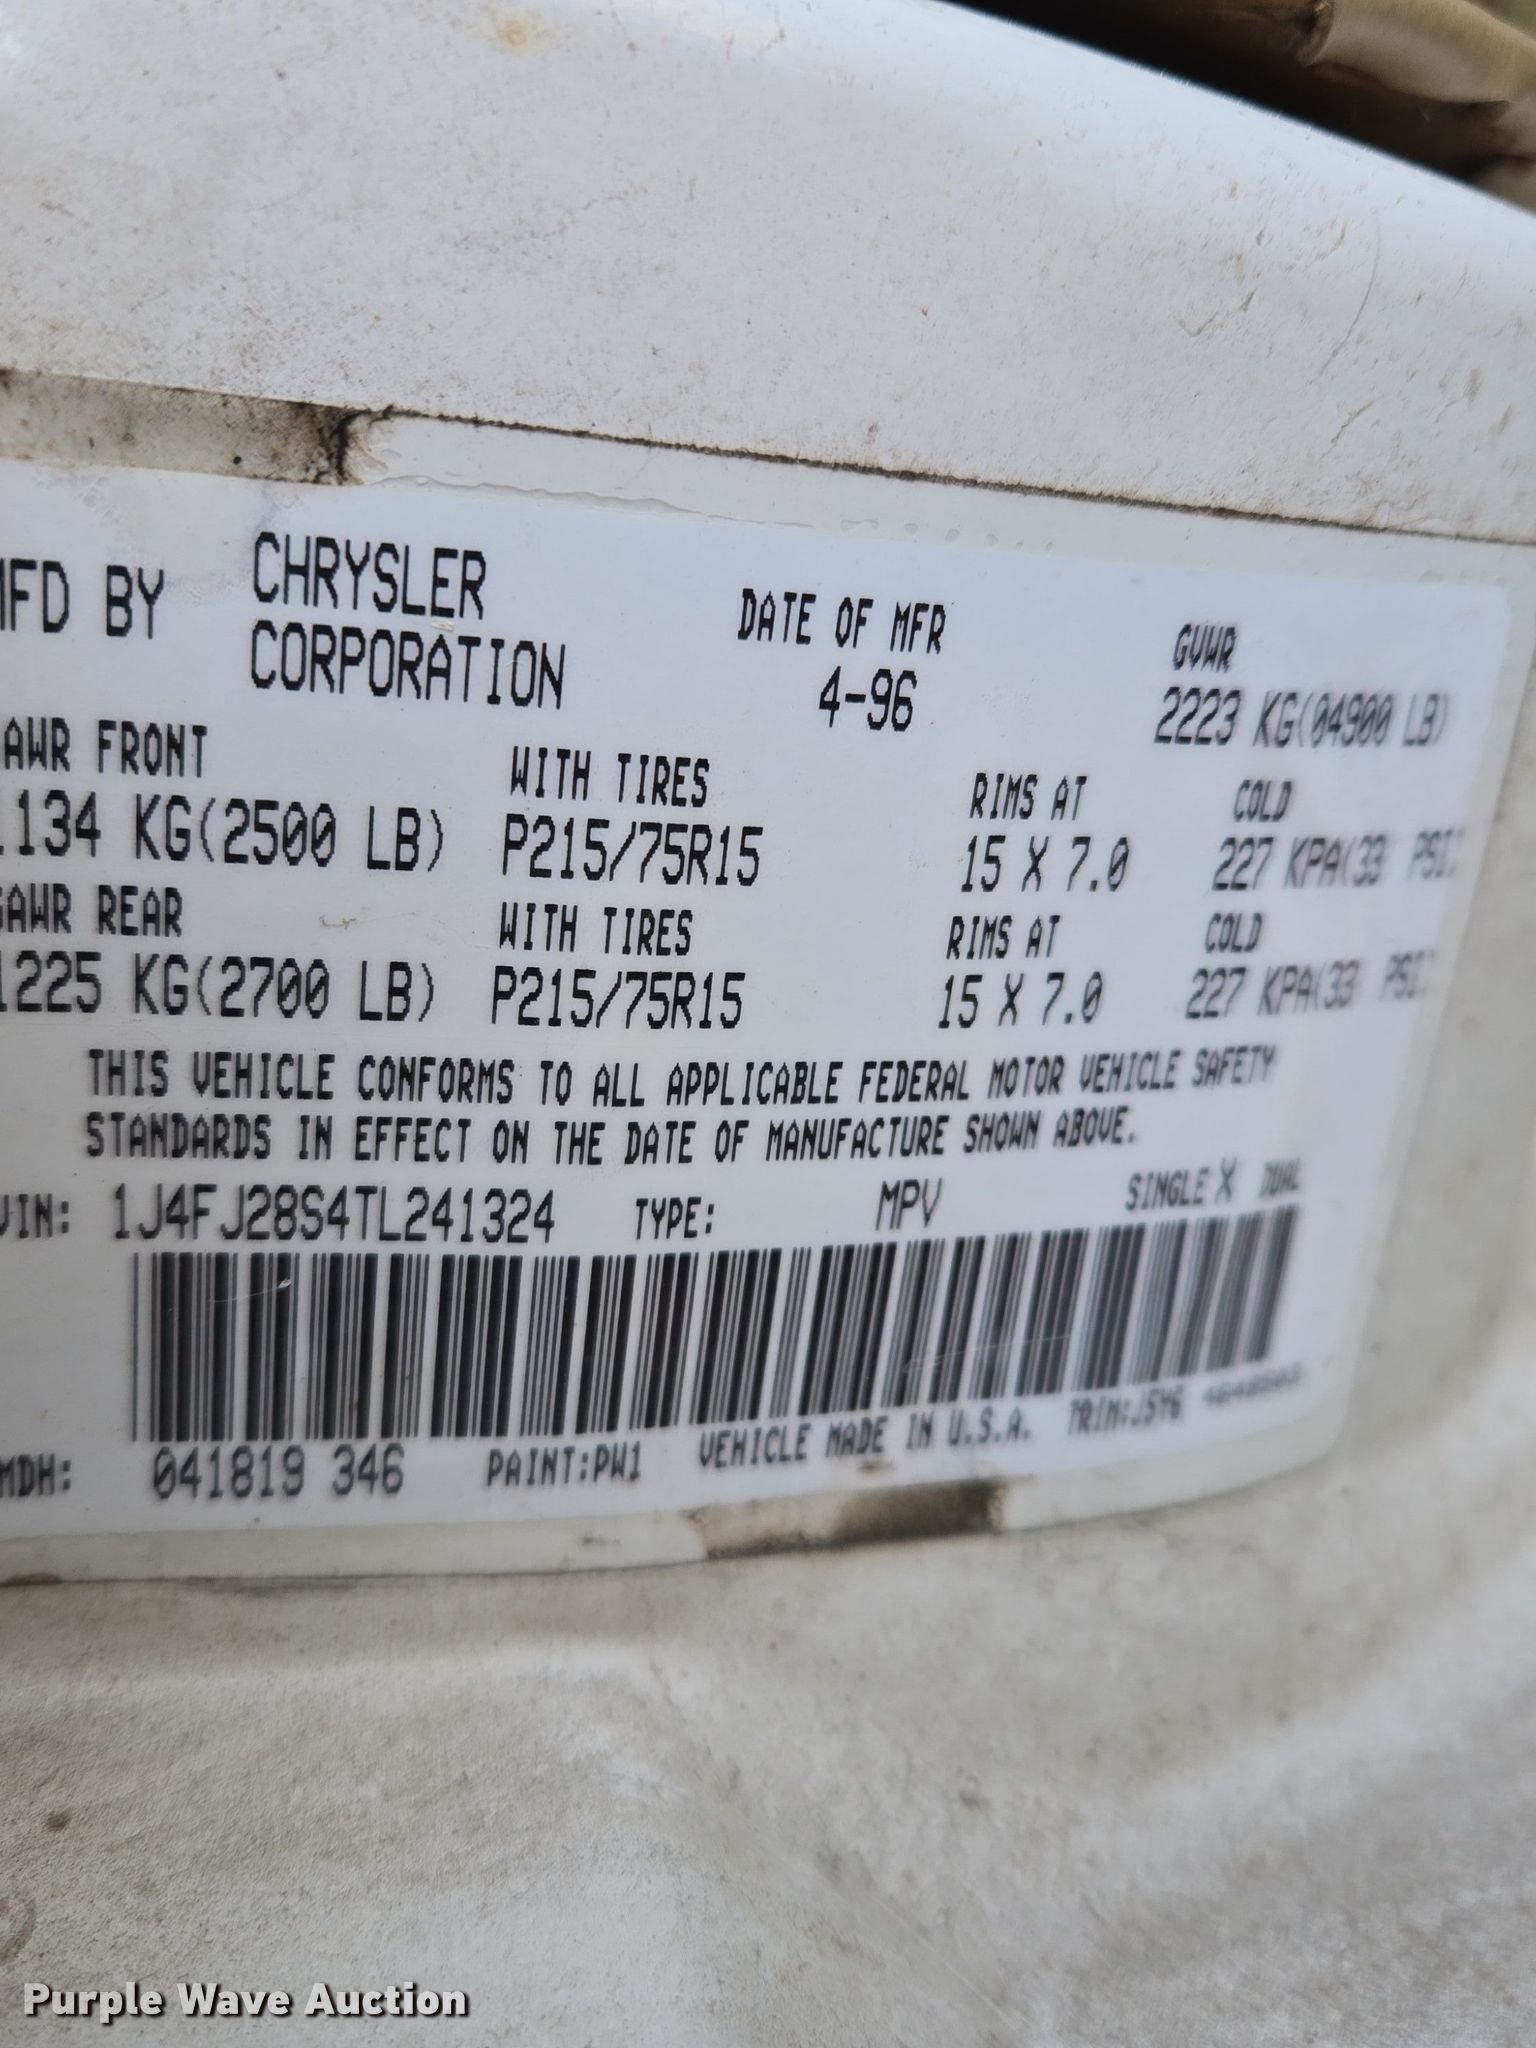 MFD BY CHRYSLER CORPORATION DATE OF MFR 4-96 GVWR 2223 KG(04900 LB)
GAWR FRONT WITH TIRES RIMS AT COLD
1134 KG(2500 LB) P215/75R15 15 X 7.0 227 KPA(33 PSI)
GAWR REAR WITH TIRES RIMS AT COLD
1225 KG(2700 LB) P215/75R15 15 X 7.0 227 KPA(33 PSI)
THIS VEHICLE CONFORMS TO ALL APPLICABLE FEDERAL MOTOR VEHICLE SAFETY
STANDARDS IN EFFECT ON THE DATE OF MANUFACTURE SHOWN ABOVE.
VIN: 1J4FJ28S4TL241324 TYPE: MPV SINGLE X DUAL
MDH: 041819 346 PAINT:PW1 VEHICLE MADE IN U.S.A. TRIM:J5Y6
Purple Wave Auction